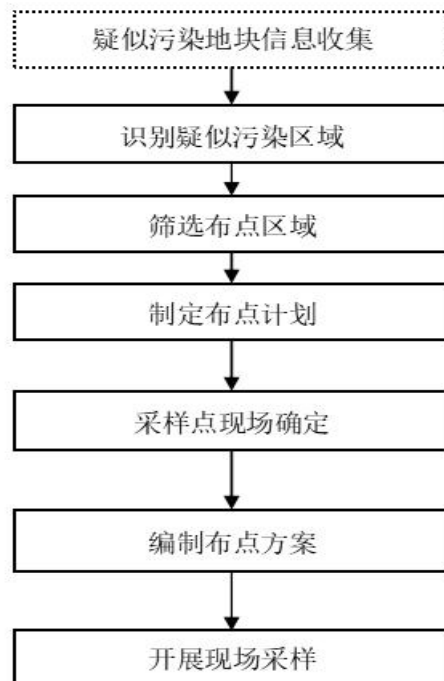 疑似污染地块信息收集
识别疑似污染区域
筛选布点区域
制定布点计划
采样点现场确定
编制布点方案
开展现场采样